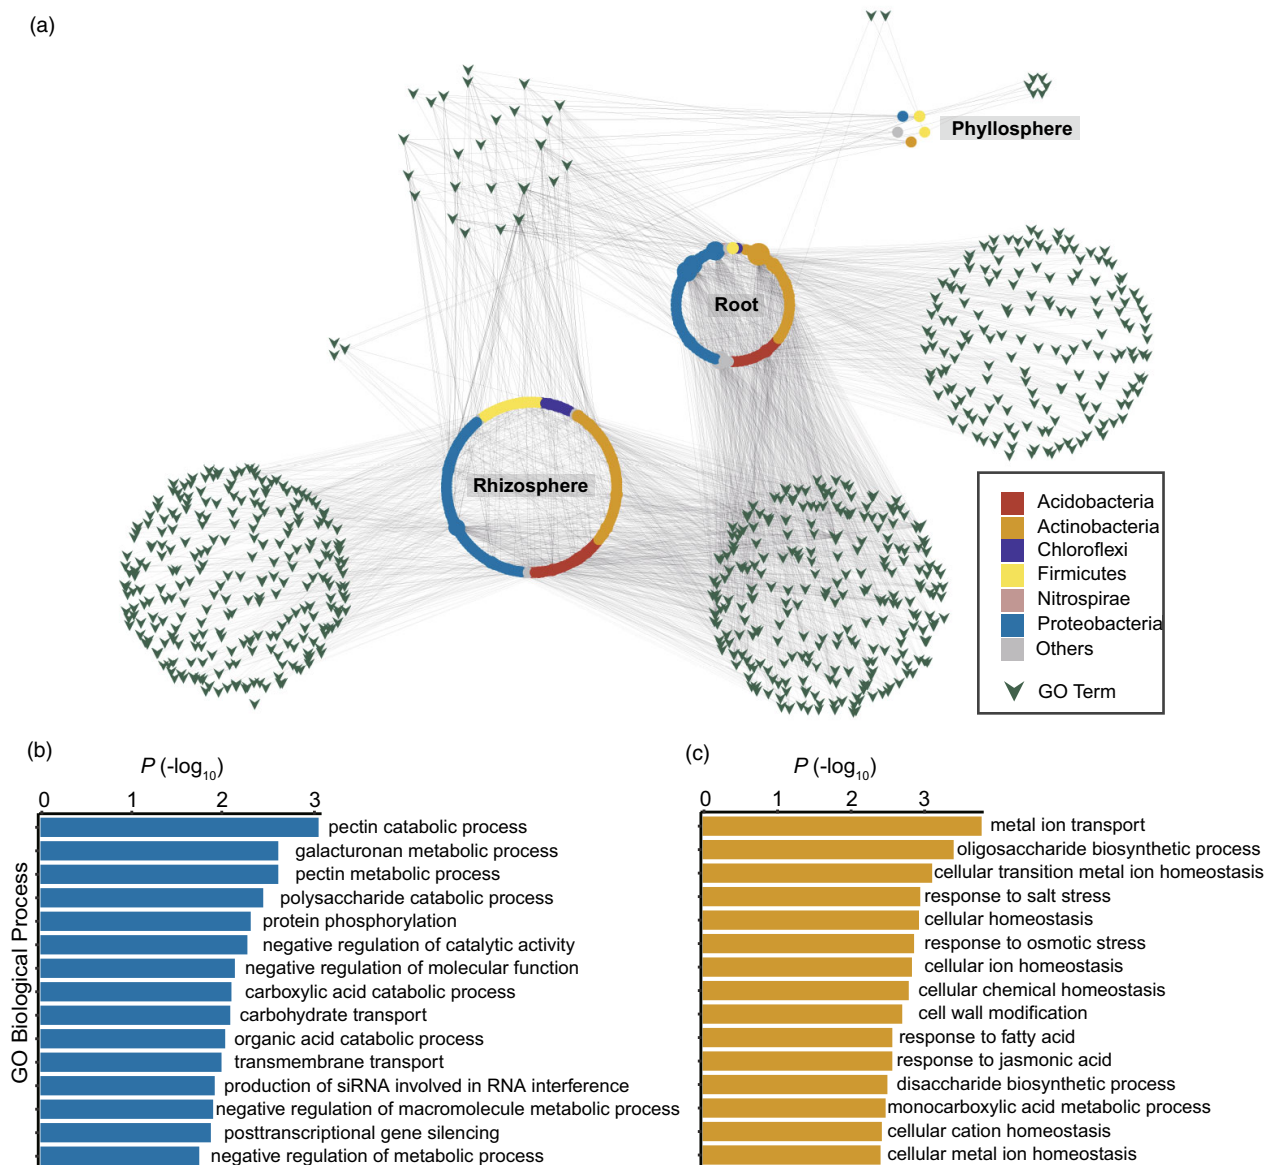 (a)
Phyllosphere
Root
Rhizosphere
Acidobacteria
Actinobacteria
Chloroflexi
Firmicutes
Nitrospirae
Proteobacteria
Others
GO Term
(b)
P (-log10)
0 1 2 3
GO Biological Process
pectin catabolic process
galacturonan metabolic process
pectin metabolic process
polysaccharide catabolic process
protein phosphorylation
negative regulation of catalytic activity
negative regulation of molecular function
carboxylic acid catabolic process
carbohydrate transport
organic acid catabolic process
transmembrane transport
production of siRNA involved in RNA interference
negative regulation of macromolecule metabolic process
posttranscriptional gene silencing
negative regulation of metabolic process
(c)
P (-log10)
0 1 2 3
metal ion transport
oligosaccharide biosynthetic process
cellular transition metal ion homeostasis
response to salt stress
cellular homeostasis
response to osmotic stress
cellular ion homeostasis
cellular chemical homeostasis
cell wall modification
response to fatty acid
response to jasmonic acid
disaccharide biosynthetic process
monocarboxylic acid metabolic process
cellular cation homeostasis
cellular metal ion homeostasis